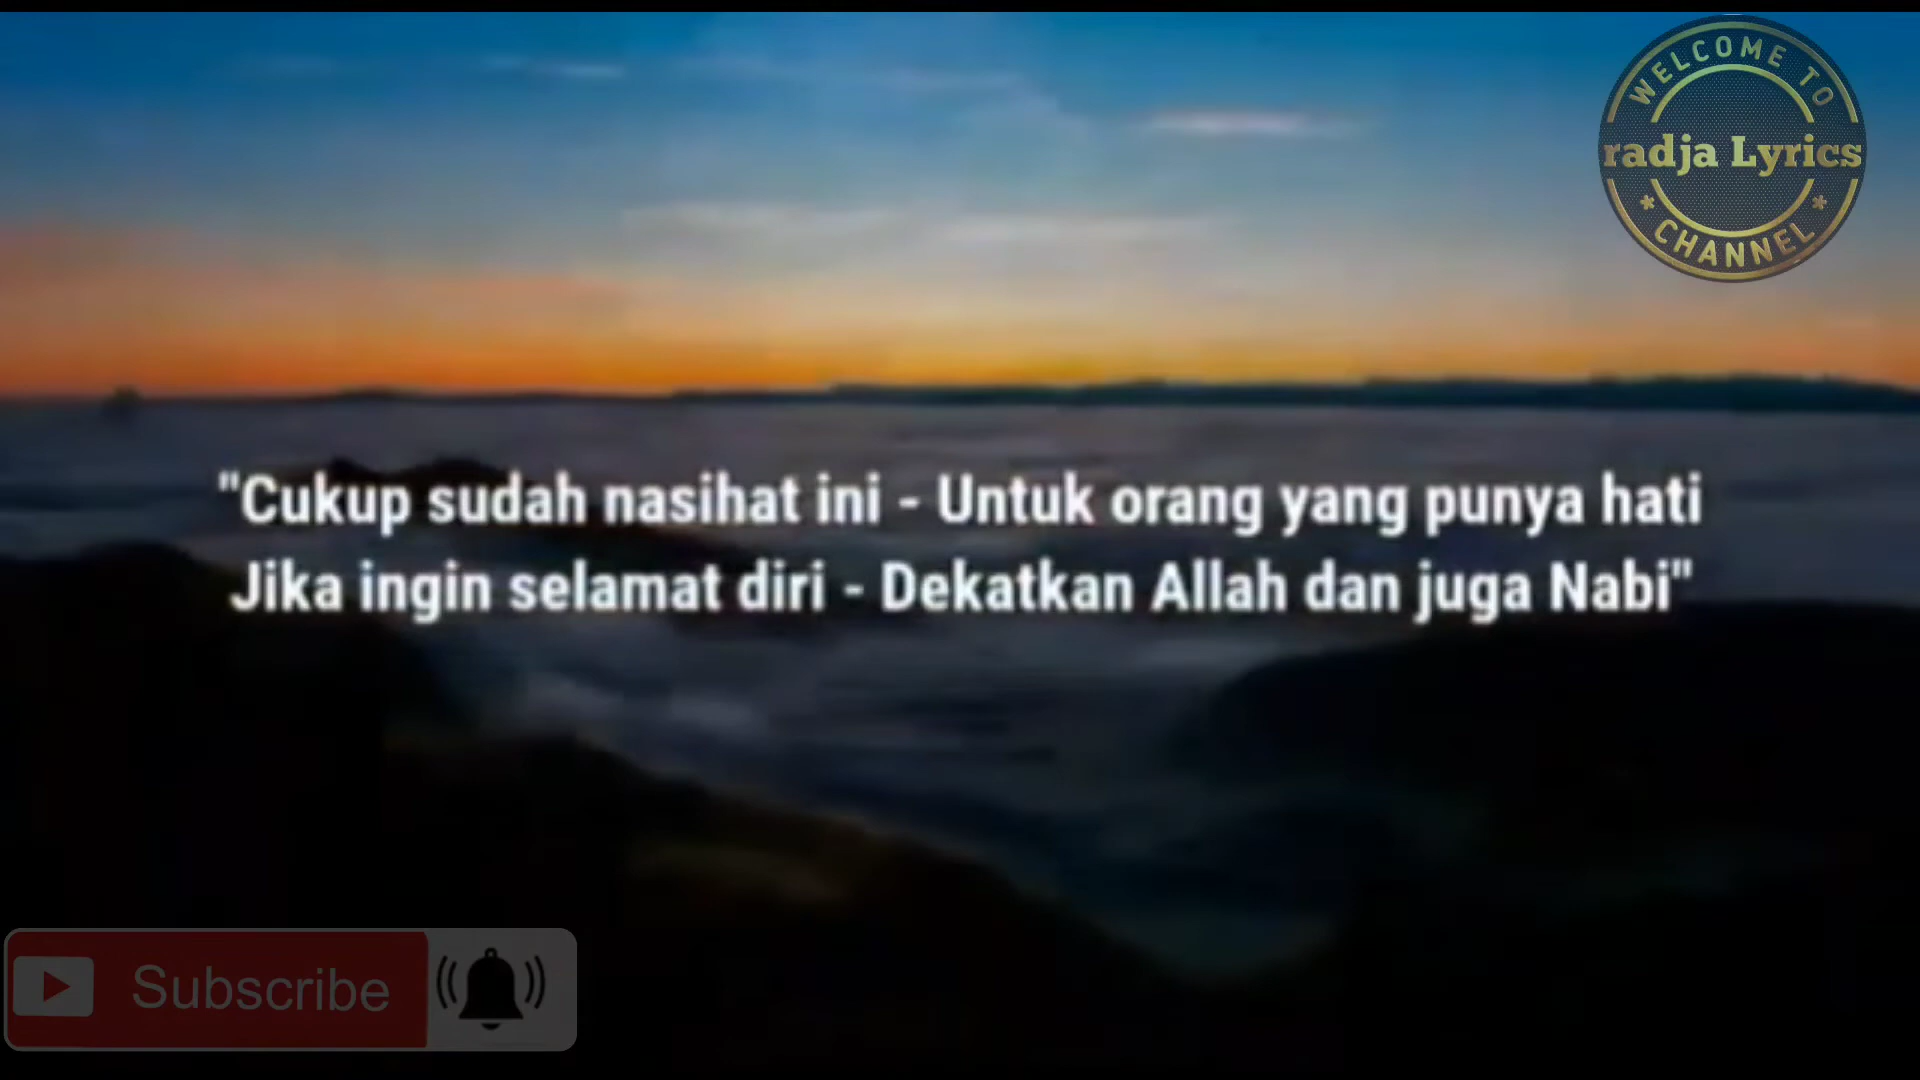 WELCOME TO
radja Lyrics
* CHANNEL *
"Cukup sudah nasihat ini - Untuk orang yang punya hati
Jika ingin selamat diri - Dekatkan Allah dan juga Nabi"
Subscribe